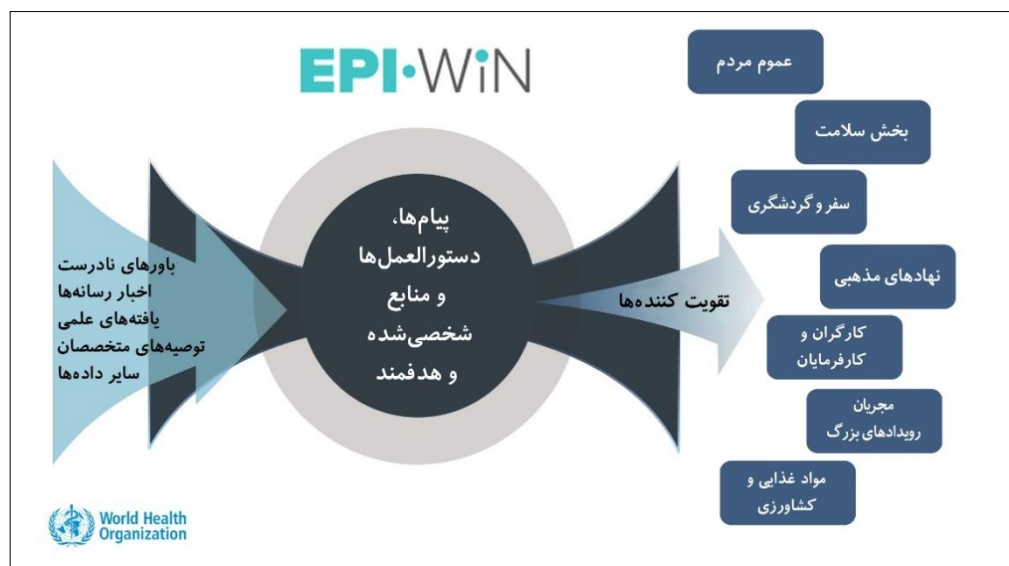 EPI·WiN
باورهای نادرست
اخبار رسانه‌ها
یافته‌های علمی
توصیه‌های متخصصان
سایر داده‌ها
پیام‌ها،
دستورالعمل‌ها
و منابع
شخصی‌شده
و هدفمند
تقویت کننده‌ها
عموم مردم
بخش سلامت
سفر و گردشگری
نهادهای مذهبی
کارگران و
کارفرمایان
مجریان
رویدادهای بزرگ
مواد غذایی و
کشاورزی
World Health
Organization